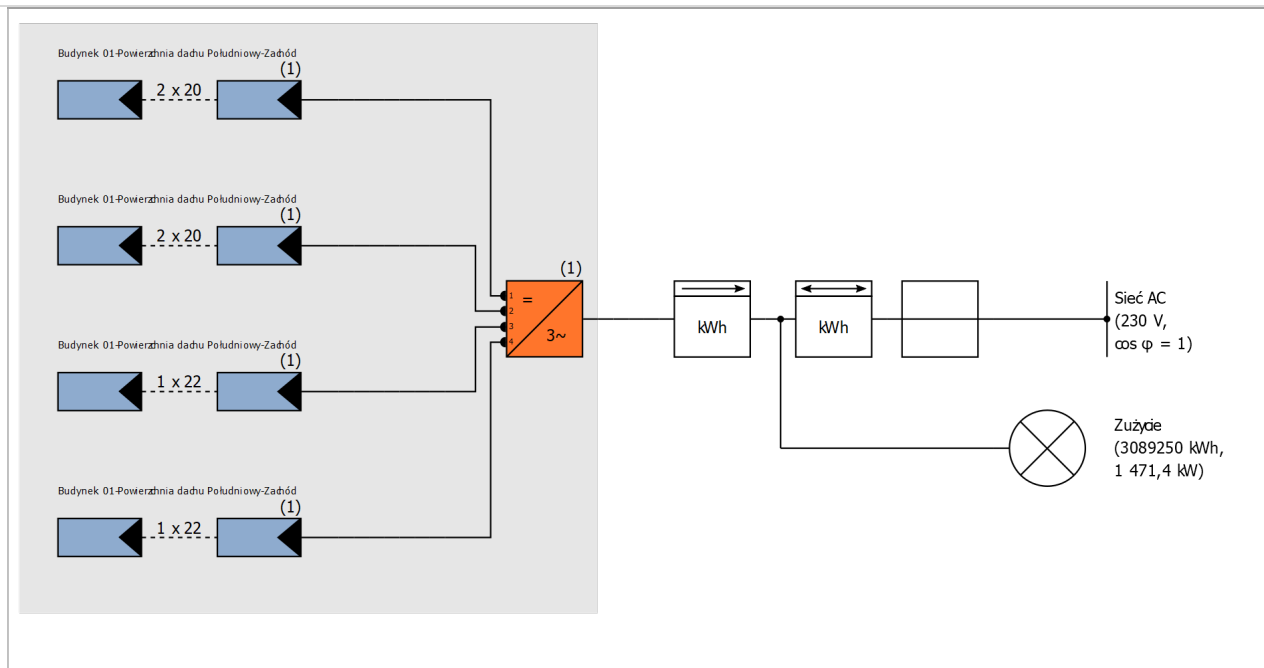 Budynek 01-Powierzchnia dachu Południowy-Zachód
(1)
2 x 20
Budynek 01-Powierzchnia dachu Południowy-Zachód
(1)
2 x 20
(1)
1
2
3
4
=
3~
kWh
kWh
Sieć AC
(230 V,
cos φ = 1)
Budynek 01-Powierzchnia dachu Południowy-Zachód
(1)
1 x 22
Zużycie
(3089250 kWh,
1 471,4 kW)
Budynek 01-Powierzchnia dachu Południowy-Zachód
(1)
1 x 22